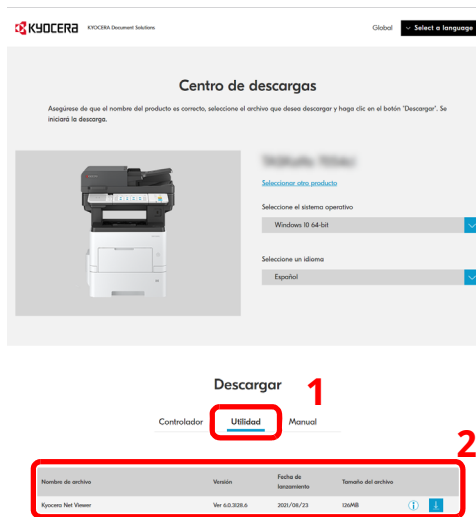 KYOCERA KYOCERA Document Solutions Global Select a language
Centro de descargas
Asegúrese de que el nombre del producto es correcto, seleccione el archivo que desea descargar y haga clic en el botón "Descargar". Se
iniciará la descarga.
Seleccionar otro producto
Seleccione el sistema operativo
Windows 10 64-bit
Seleccione un idioma
Español
Descargar
1
Controlador Utilidad Manual
2
Nombre de archivo Versión Fecha de lanzamiento Tamaño del archivo
Kyocera Net Viewer Ver 6.0.3128.6 2021/08/23 126MB